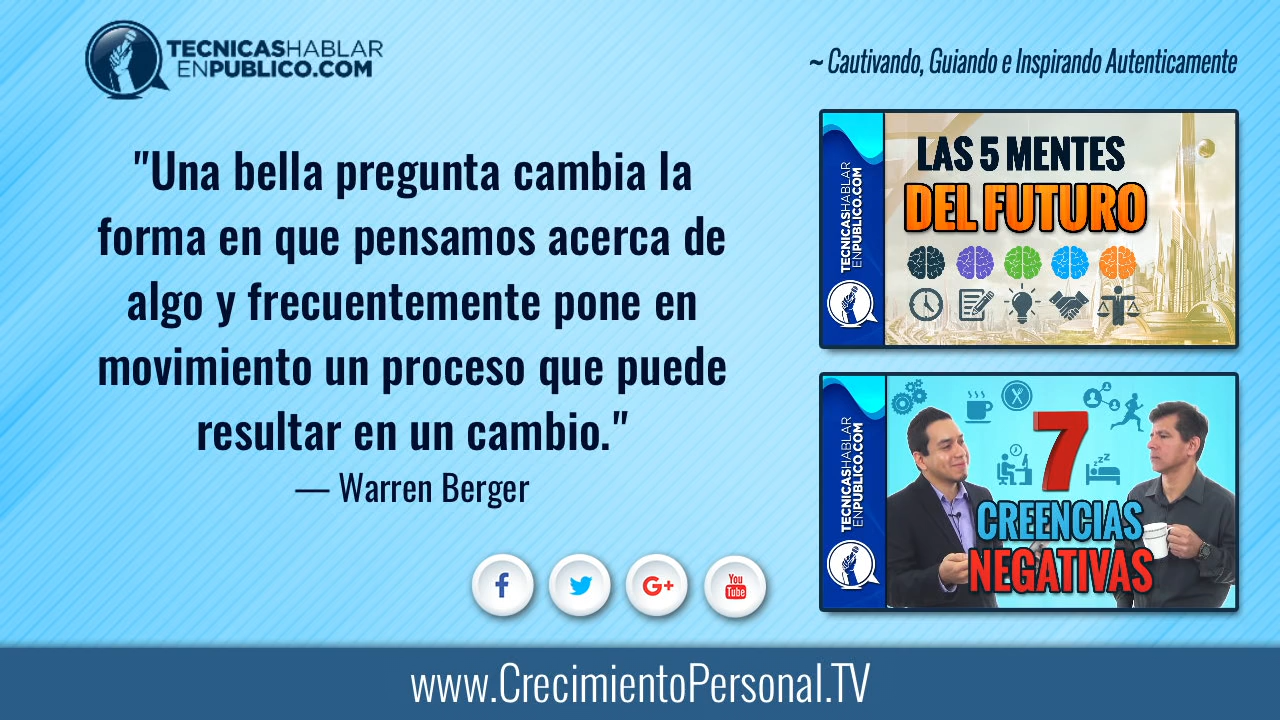 TECNICASHABLAR
ENPUBLICO.COM
~ Cautivando, Guiando e Inspirando Autenticamente
"Una bella pregunta cambia la
forma en que pensamos acerca de
algo y frecuentemente pone en
movimiento un proceso que puede
resultar en un cambio."
— Warren Berger
TECNICASHABLAR
ENPUBLICO.COM
LAS 5 MENTES
DEL FUTURO
TECNICASHABLAR
ENPUBLICO.COM
7
CREENCIAS
NEGATIVAS
zzZ
f
G+
You
Tube
www.CrecimientoPersonal.TV